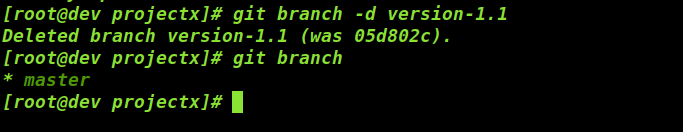 [root@dev projectx]# git branch -d version-1.1
Deleted branch version-1.1 (was 05d802c).
[root@dev projectx]# git branch
* master
[root@dev projectx]#